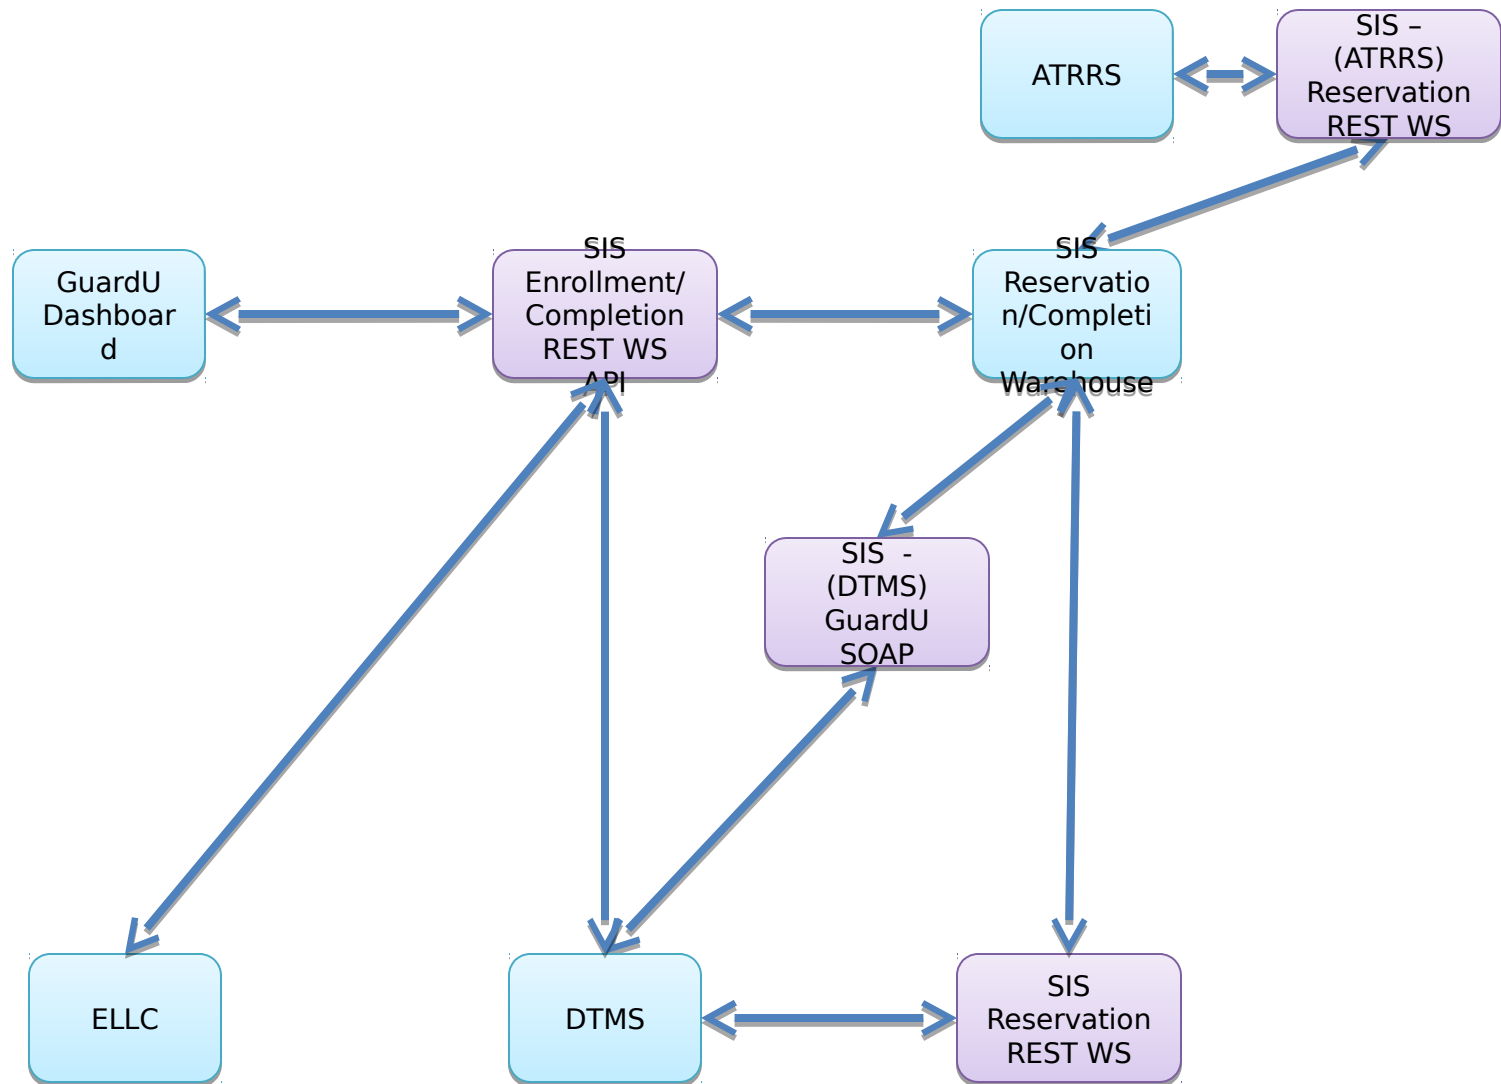 ATRRS
SIS –
(ATRRS)
Reservation
REST WS
GuardU
Dashboar
d
SIS
Enrollment/
Completion
REST WS
API
SIS
Reservatio
n/Completi
on
Warehouse
SIS  -
(DTMS)
GuardU
SOAP
ELLC
DTMS
SIS
Reservation
REST WS